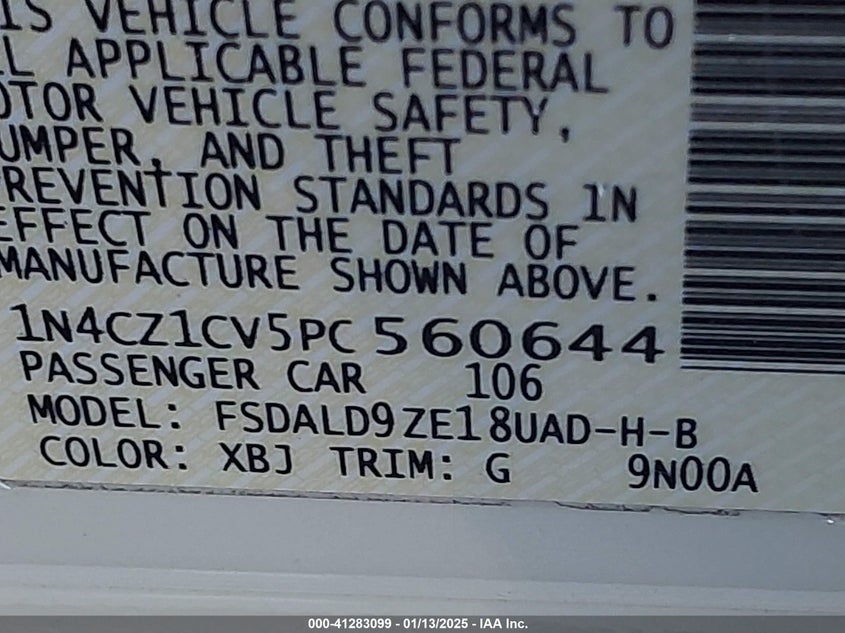 IS VEHICLE CONFORMS TO
L APPLICABLE FEDERAL
OTOR VEHICLE SAFETY,
UMPER, AND THEFT
REVENTION STANDARDS IN
EFFECT ON THE DATE OF
MANUFACTURE SHOWN ABOVE.
1N4CZ1CV5PC560644
PASSENGER CAR 106
MODEL: FSDALD9ZE18UAD-H-B
COLOR: XBJ TRIM: G 9N00A
000-41283099 - 01/13/2025 - IAA Inc.